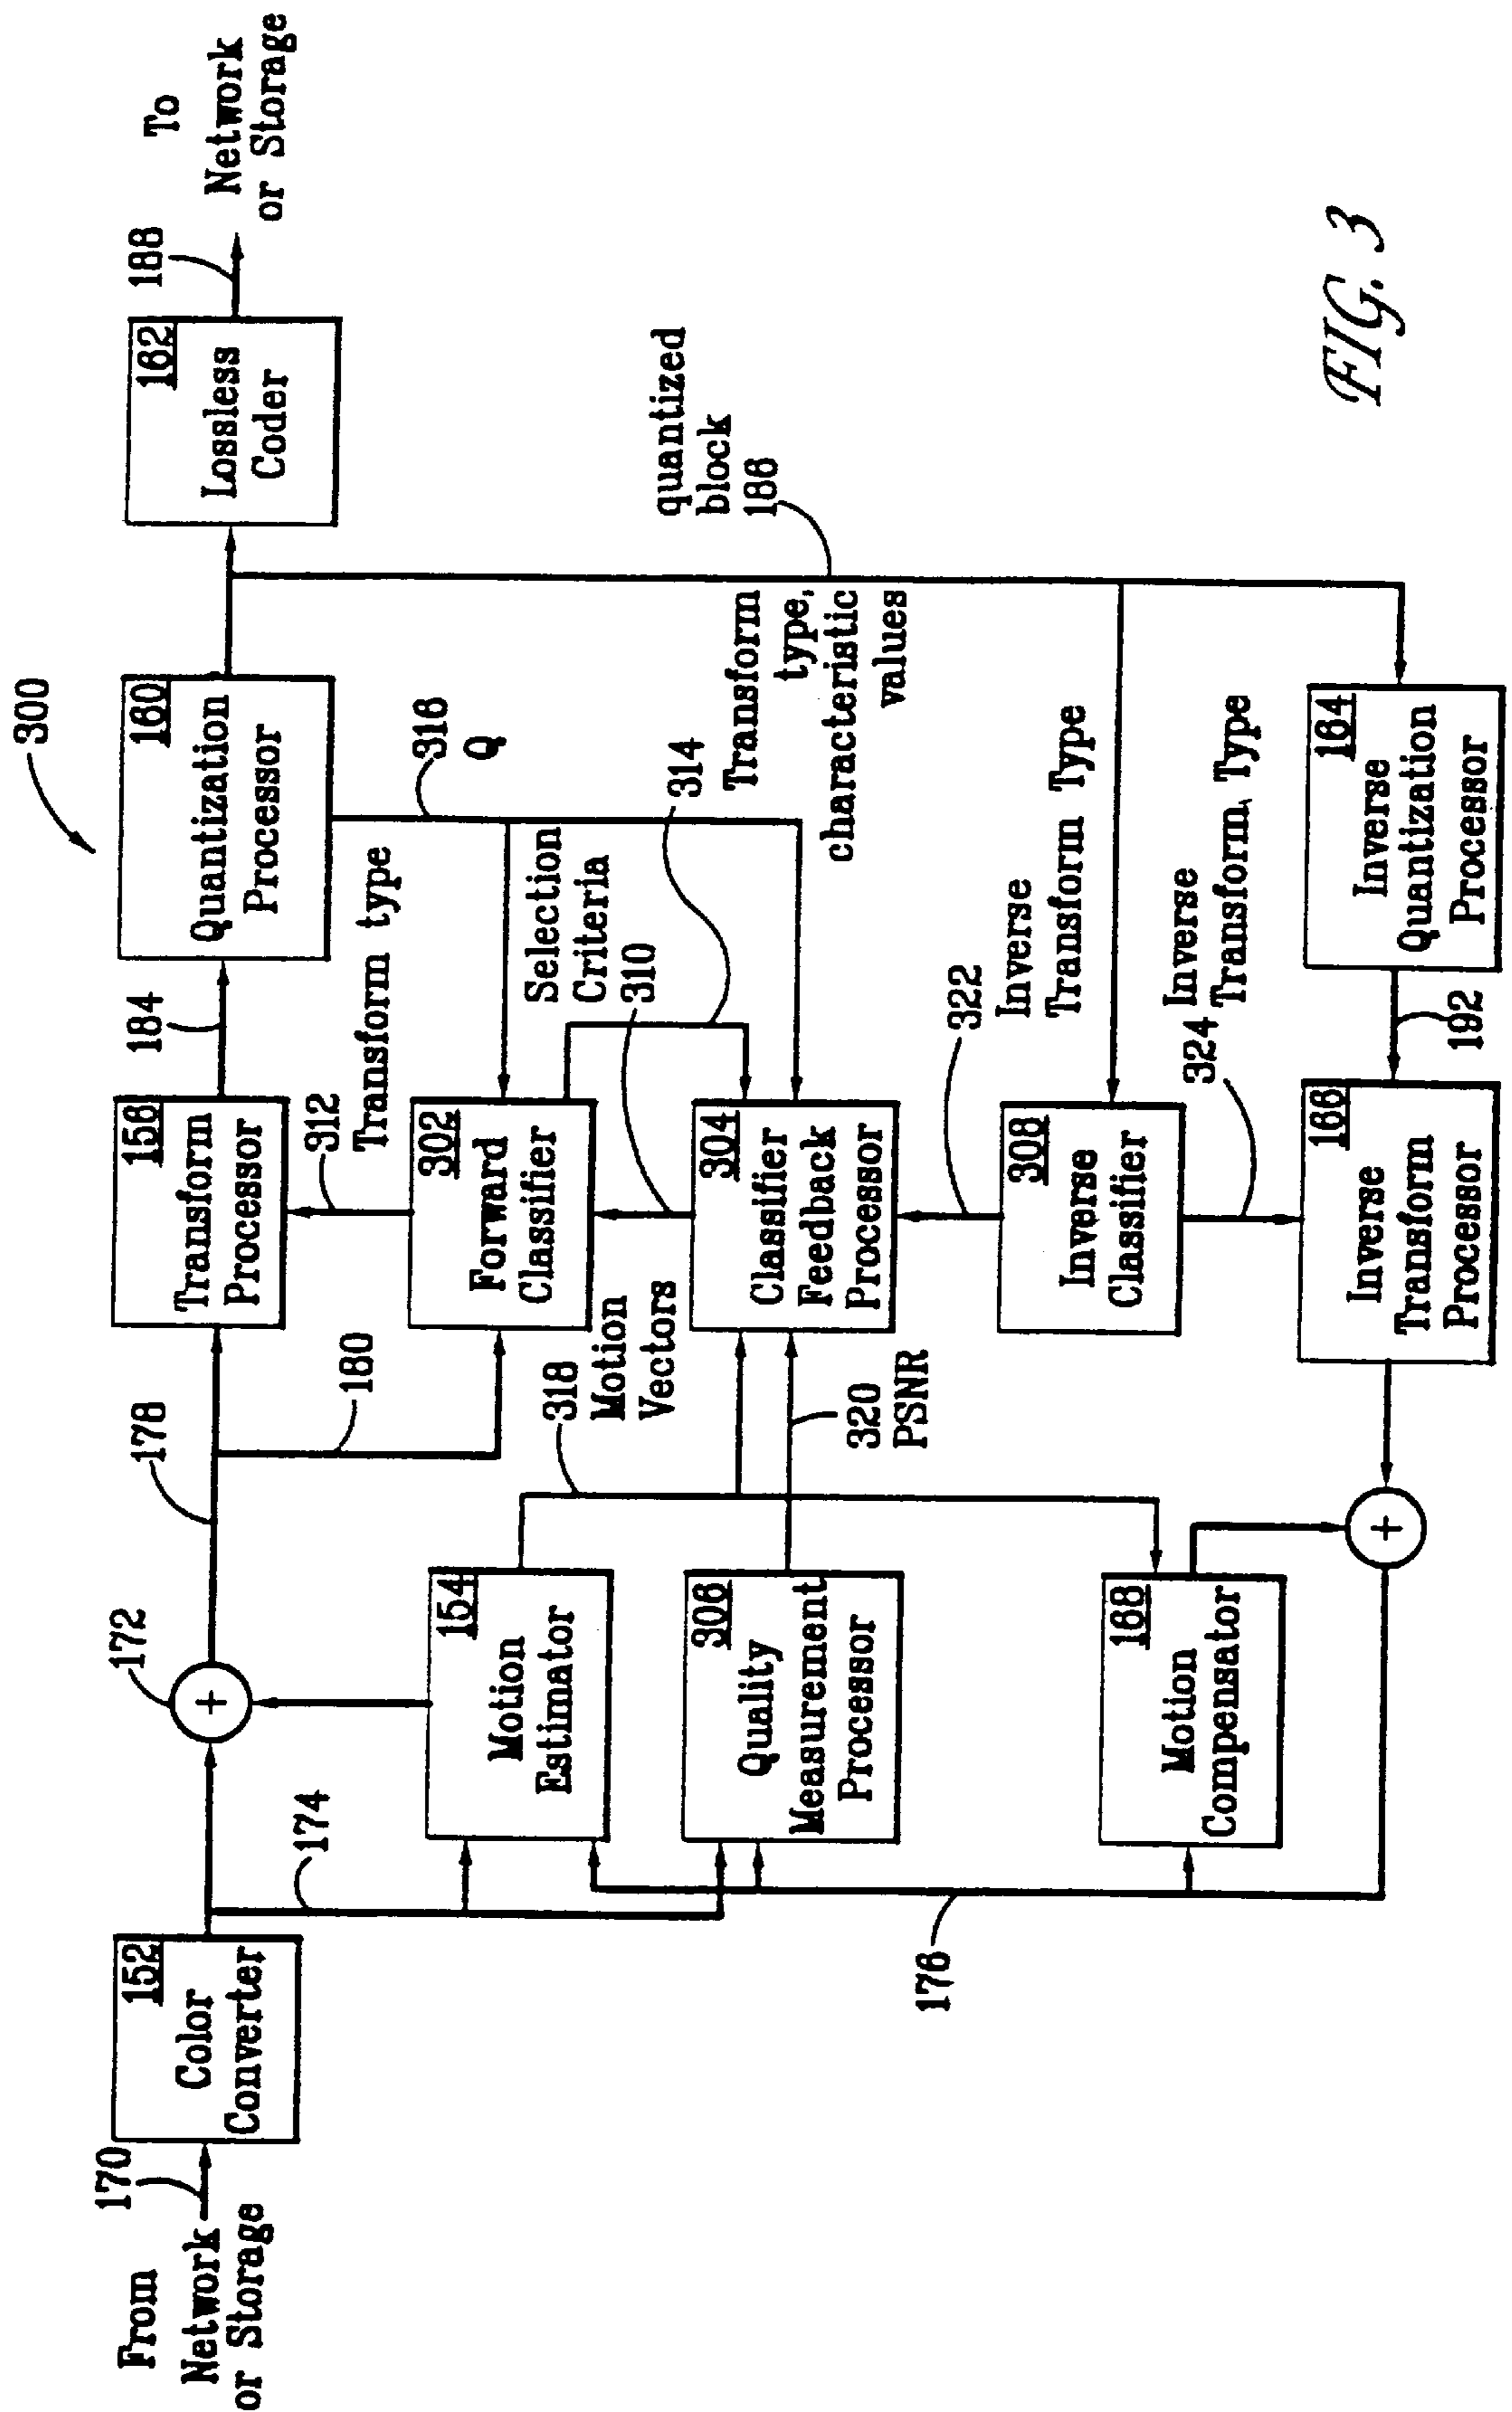 300
From
Network
or Storage
170
152
Color
Converter
174
172
178
180
156
Transform
Processor
184
160
Quantization
Processor
162
Lossless
Coder
188
To
Network
or Storage
312
Transform type
316
Q
154
Motion
Estimator
318
Motion
Vectors
302
Forward
Classifier
Selection
Criteria
310
314
Transform
type,
characteristic
values
quantized
block
186
306
Quality
Measurement
Processor
320
PSNR
304
Classifier
Feedback
Processor
322
Inverse
Transform Type
176
168
Motion
Compensator
308
Inverse
Classifier
324
Inverse
Transform Type
+
+
166
Inverse
Transform
Processor
192
164
Inverse
Quantization
Processor
FIG. 3